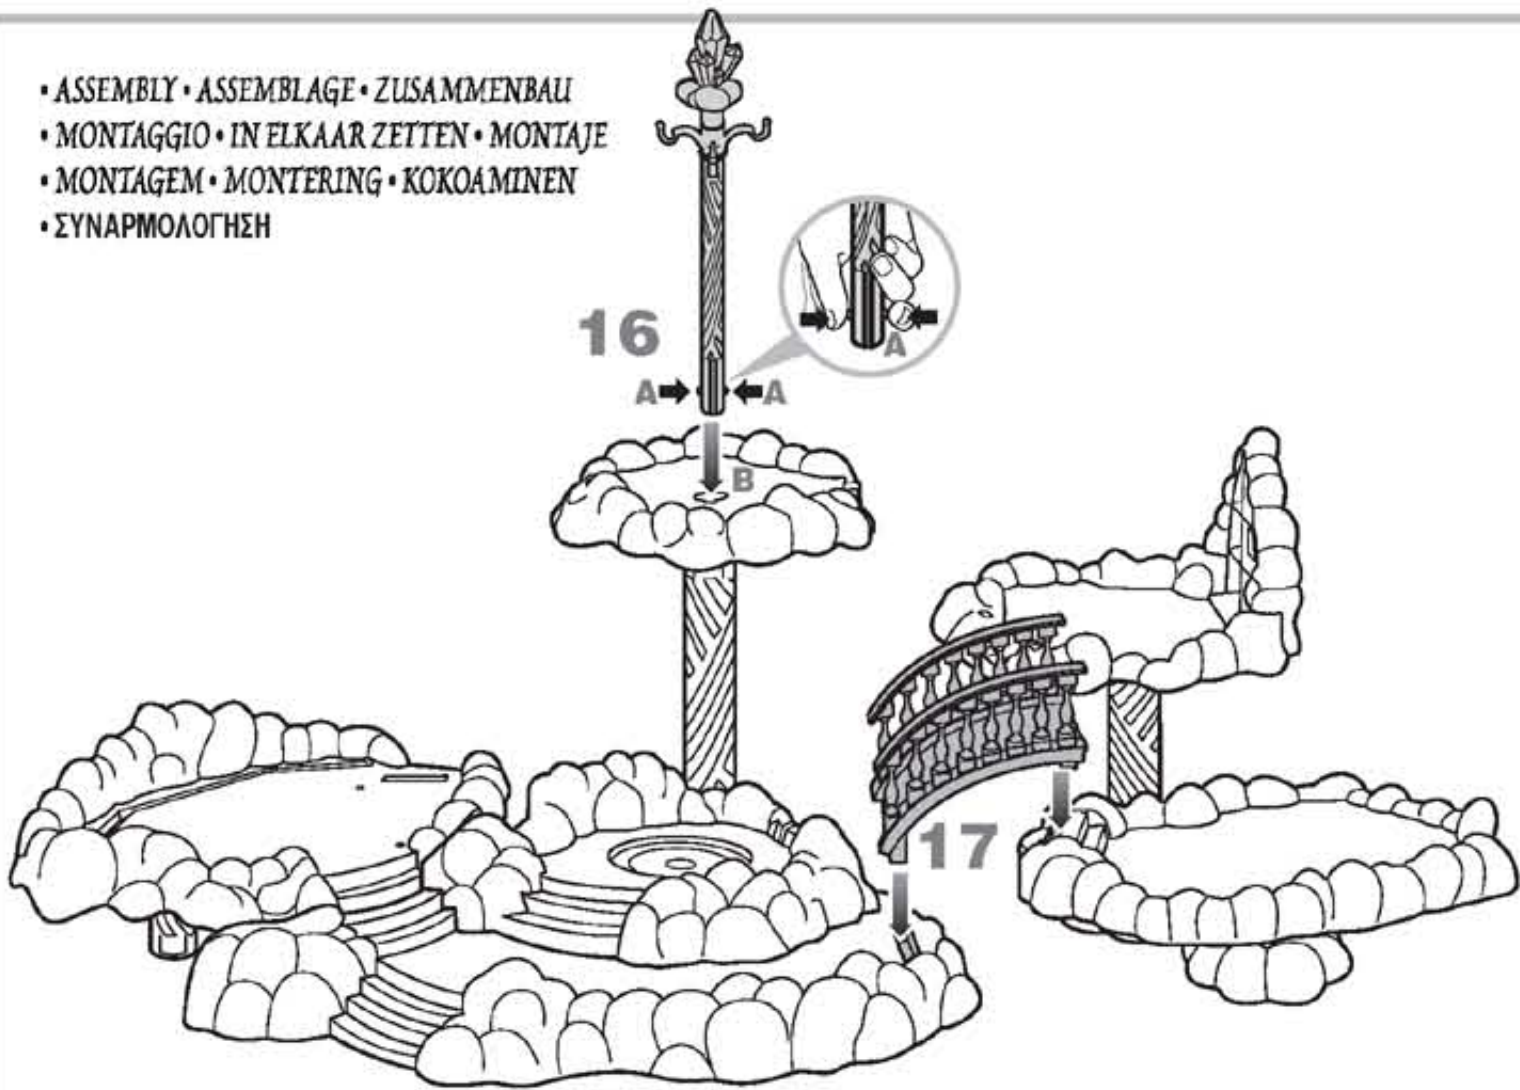 • ASSEMBLY • ASSEMBLAGE • ZUSAMMENBAU
• MONTAGGIO • IN ELKAAR ZETTEN • MONTAJE
• MONTAGEM • MONTERING • KOKOAMINEN
• ΣΥΝΑΡΜΟΛΟΓΗΣΗ
16
A
A A
B
17